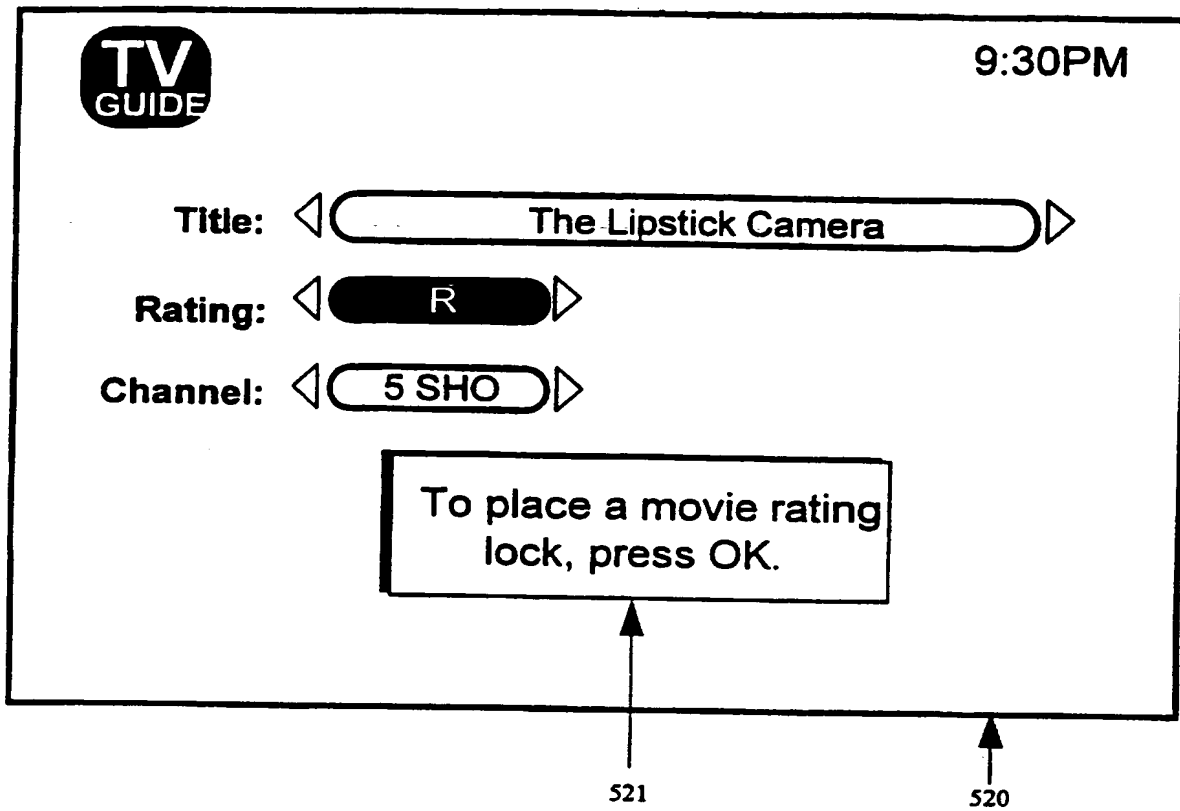 TV
GUIDE
9:30PM
Title: The Lipstick Camera
Rating: R
Channel: 5 SHO
To place a movie rating
lock, press OK.
521
520